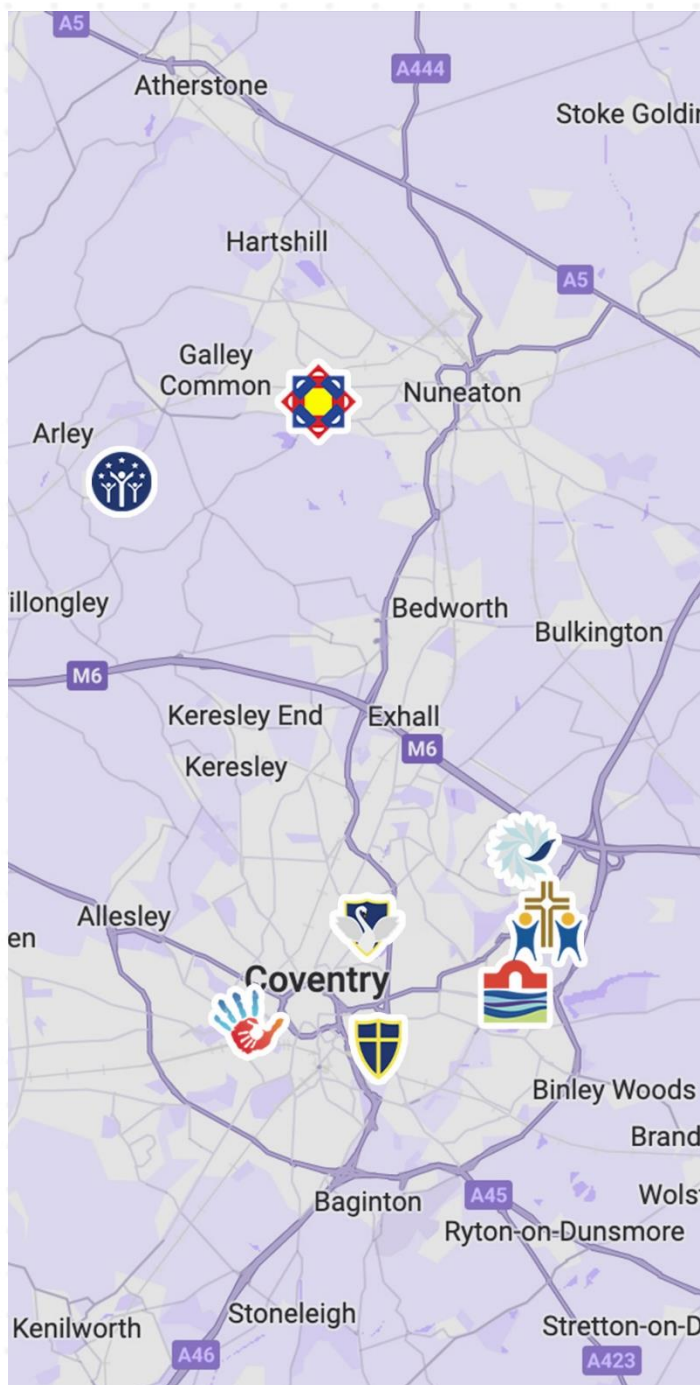 A5
A444
Atherstone
Stoke Goldin
Hartshill
A5
Galley
Common
Nuneaton
Arley
illongley
Bedworth
Bulkington
M6
Keresley End
Exhall
M6
Keresley
Allesley
en
Coventry
Binley Woods
Brand
Wols
Baginton
A45
Ryton-on-Dunsmore
Stoneleigh
Kenilworth
Stretton-on-D
A46
A423